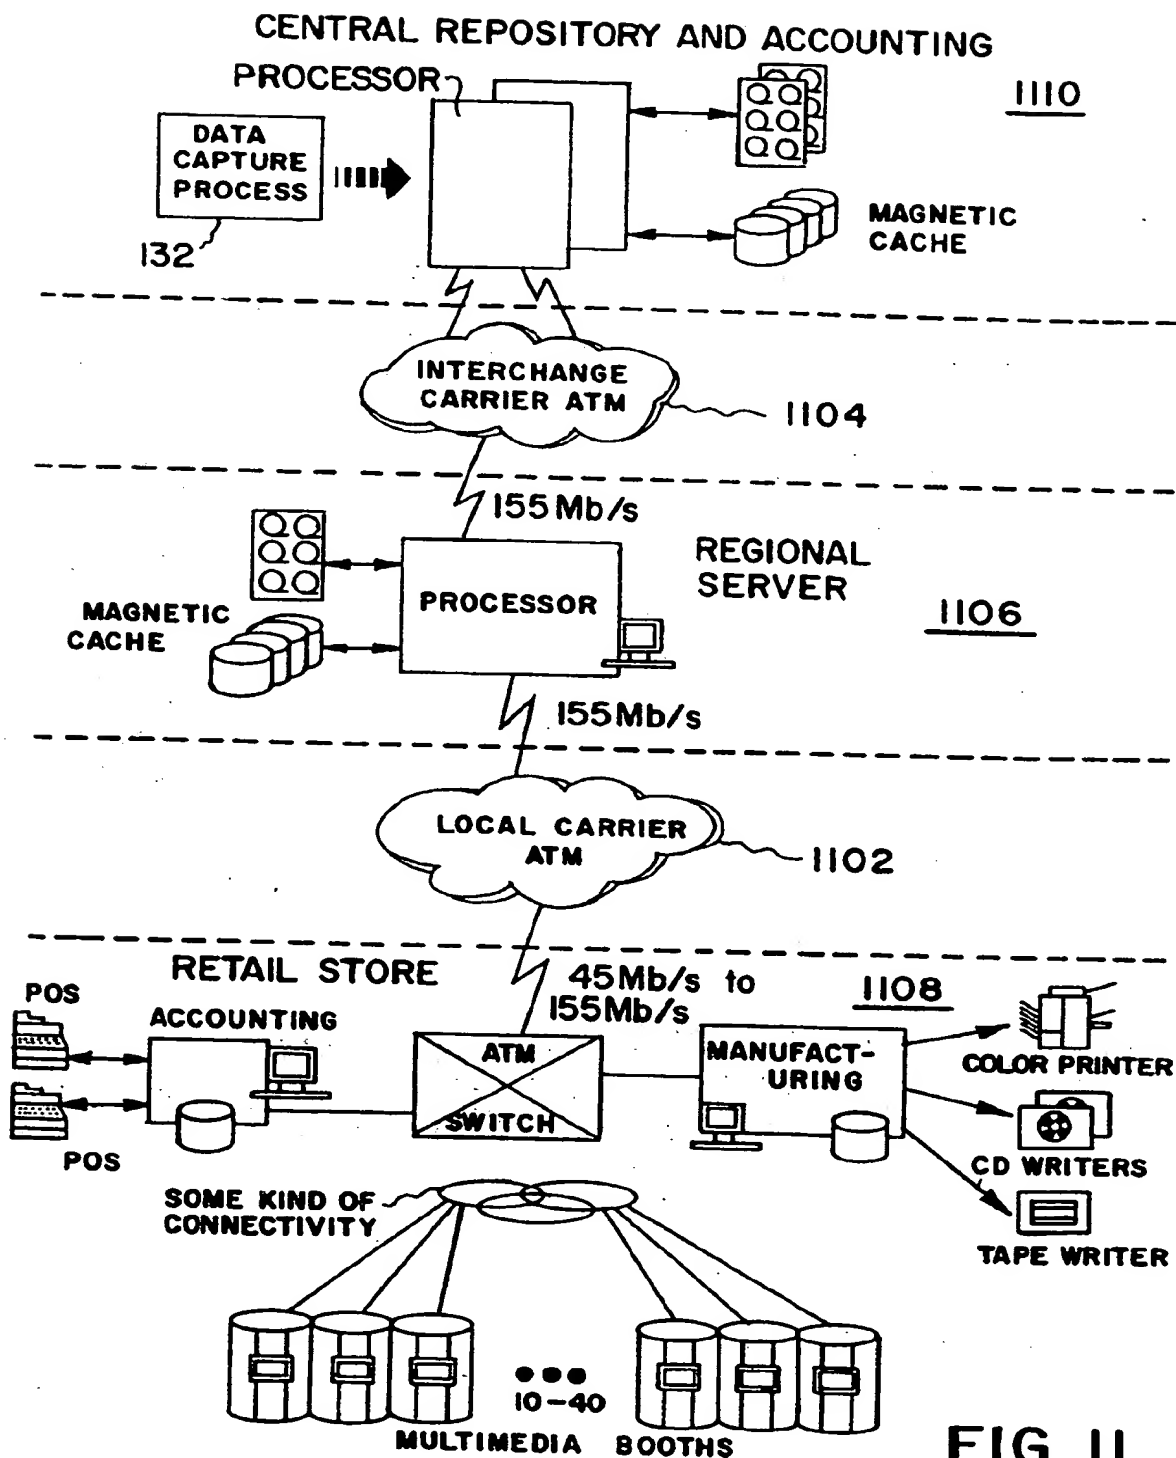 CENTRAL REPOSITORY AND ACCOUNTING
PROCESSOR
1110
DATA
CAPTURE
PROCESS
132
MAGNETIC
CACHE
INTERCHANGE
CARRIER ATM
1104
155Mb/s
REGIONAL
SERVER
1106
PROCESSOR
MAGNETIC
CACHE
155Mb/s
LOCAL CARRIER
ATM
1102
RETAIL STORE
45Mb/s to
155Mb/s
1108
POS
ACCOUNTING
POS
ATM
SWITCH
MANUFACT-
URING
COLOR PRINTER
CD WRITERS
TAPE WRITER
SOME KIND OF
CONNECTIVITY
10-40
MULTIMEDIA BOOTHS
FIG 11